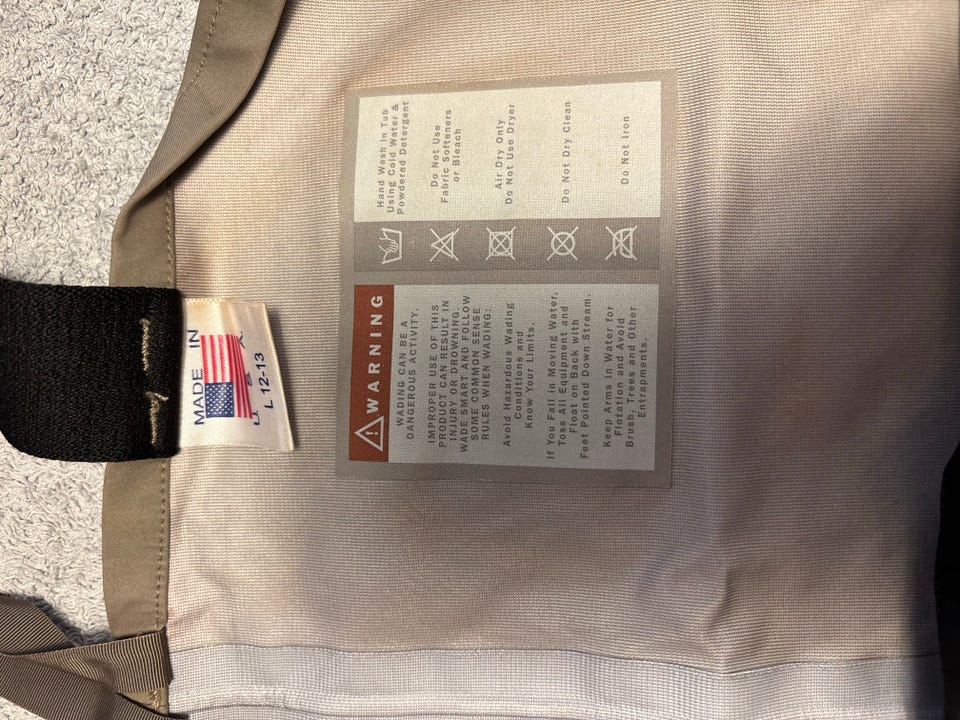 MADE IN
U. A.
L 12-13
WARNING
WADING CAN BE A
DANGEROUS ACTIVITY.
IMPROPER USE OF THIS
PRODUCT CAN RESULT IN
INJURY OR DROWNING.
WADE SMART AND FOLLOW
SOME COMMON SENSE
RULES WHEN WADING:
Avoid Hazardous Wading
Conditions and
Know Your Limits.
If You Fall in Moving Water,
Toss All Equipment and
Float on Back with
Feet Pointed Down Stream.
Keep Arms in Water for
Flotation and Avoid
Brush, Trees and Other
Entrapments.
Hand Wash in Tub
Using Cold Water &
Powdered Detergent
Do Not Use
Fabric Softeners
or Bleach
Air Dry Only
Do Not Use Dryer
Do Not Dry Clean
Do Not Iron